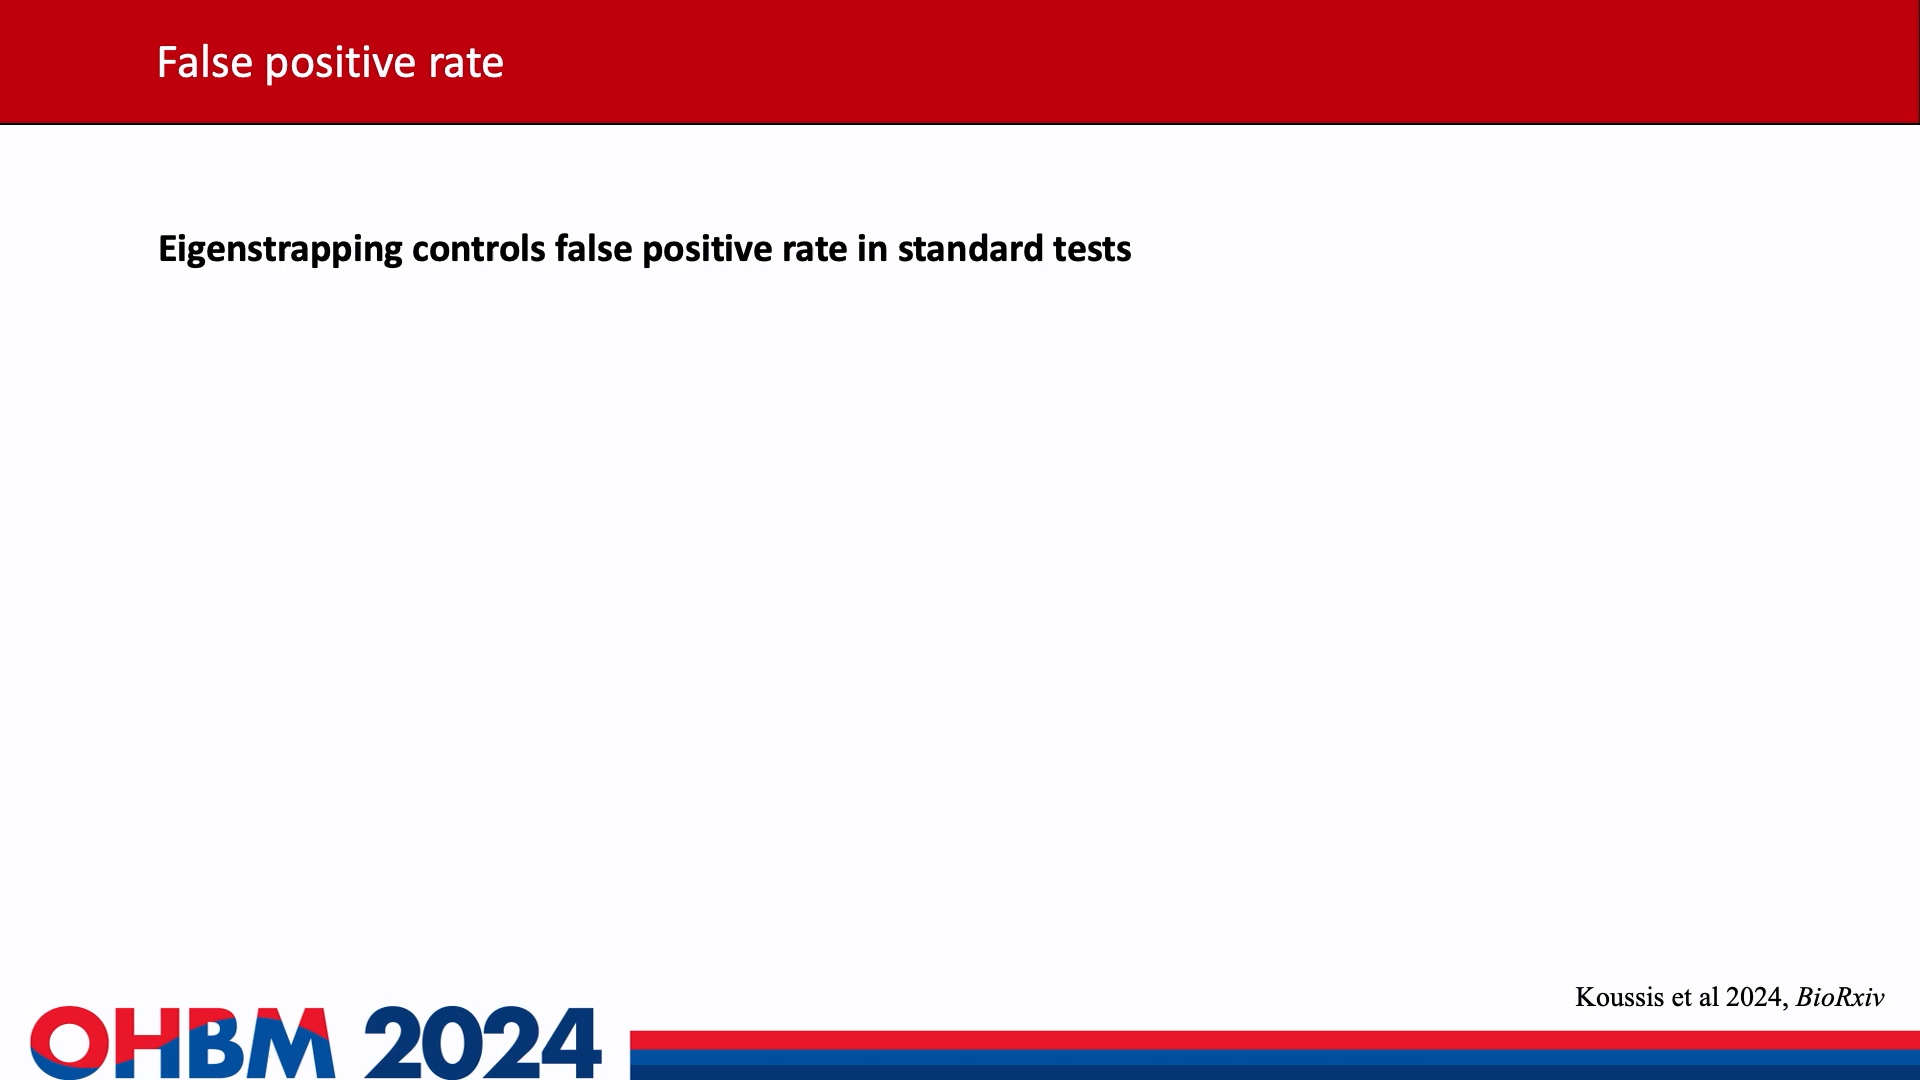 False positive rate
Eigenstrapping controls false positive rate in standard tests
Koussis et al 2024, BioRxiv
OHBM 2024